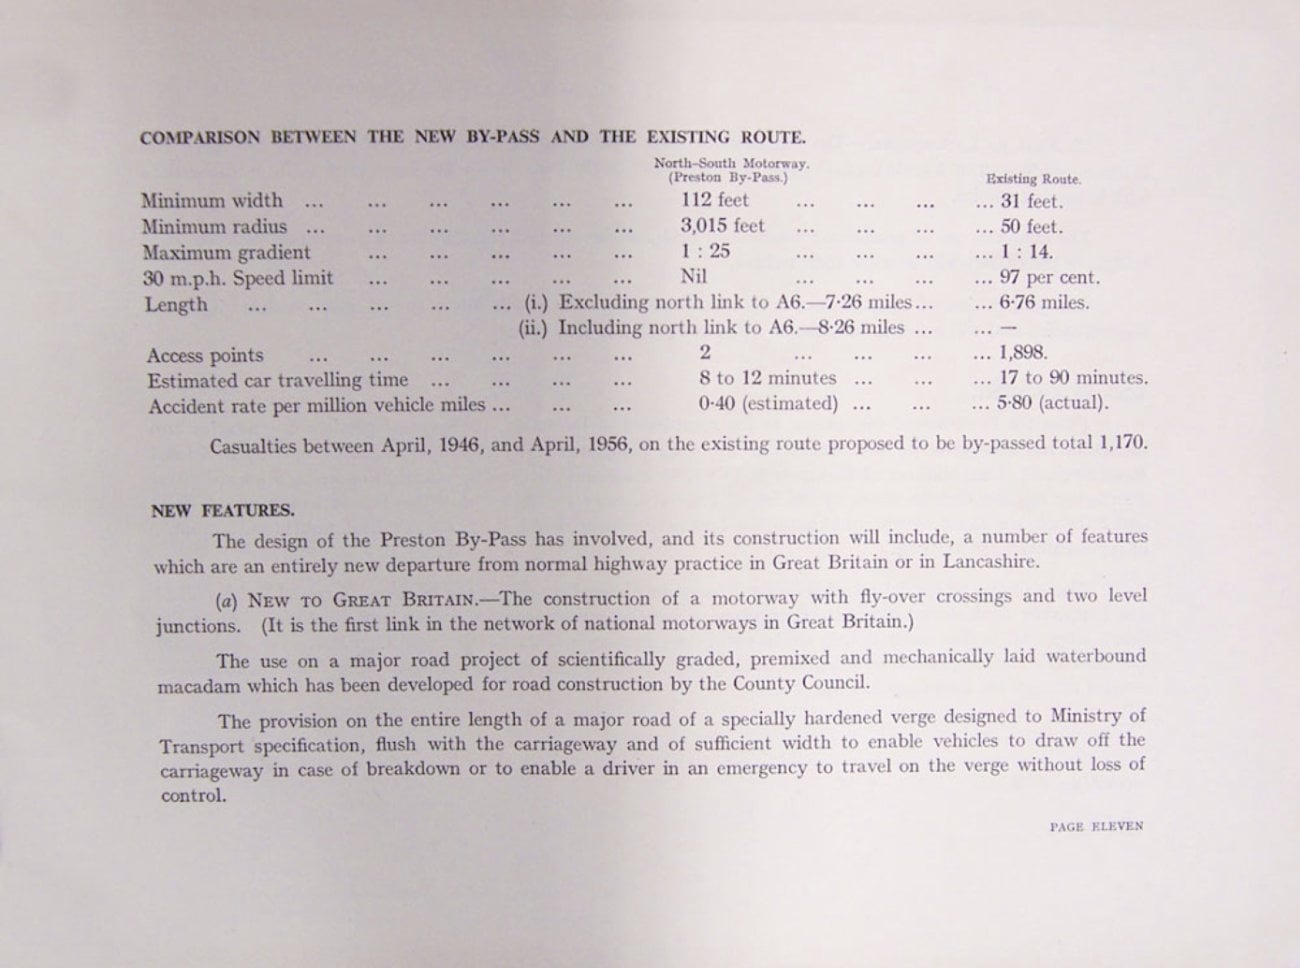 COMPARISON BETWEEN THE NEW BY-PASS AND THE EXISTING ROUTE.
North–South Motorway.
(Preston By-Pass.) Existing Route.
Minimum width ... ... ... ... ... ... 112 feet ... ... ... ... 31 feet.
Minimum radius ... ... ... ... ... ... 3,015 feet ... ... ... ... 50 feet.
Maximum gradient ... ... ... ... ... 1 : 25 ... ... ... ... 1 : 14.
30 m.p.h. Speed limit ... ... ... ... ... Nil ... ... ... ... 97 per cent.
Length ... ... ... ... ... (i.) Excluding north link to A6.—7·26 miles... ... 6·76 miles.
(ii.) Including north link to A6.—8·26 miles ... ... —
Access points ... ... ... ... ... ... 2 ... ... ... ... 1,898.
Estimated car travelling time ... ... ... ... 8 to 12 minutes ... ... ... 17 to 90 minutes.
Accident rate per million vehicle miles ... ... ... 0·40 (estimated) ... ... ... 5·80 (actual).
Casualties between April, 1946, and April, 1956, on the existing route proposed to be by-passed total 1,170.
NEW FEATURES.
The design of the Preston By-Pass has involved, and its construction will include, a number of features
which are an entirely new departure from normal highway practice in Great Britain or in Lancashire.
(a) NEW TO GREAT BRITAIN.—The construction of a motorway with fly-over crossings and two level
junctions. (It is the first link in the network of national motorways in Great Britain.)
The use on a major road project of scientifically graded, premixed and mechanically laid waterbound
macadam which has been developed for road construction by the County Council.
The provision on the entire length of a major road of a specially hardened verge designed to Ministry of
Transport specification, flush with the carriageway and of sufficient width to enable vehicles to draw off the
carriageway in case of breakdown or to enable a driver in an emergency to travel on the verge without loss of
control.
PAGE ELEVEN